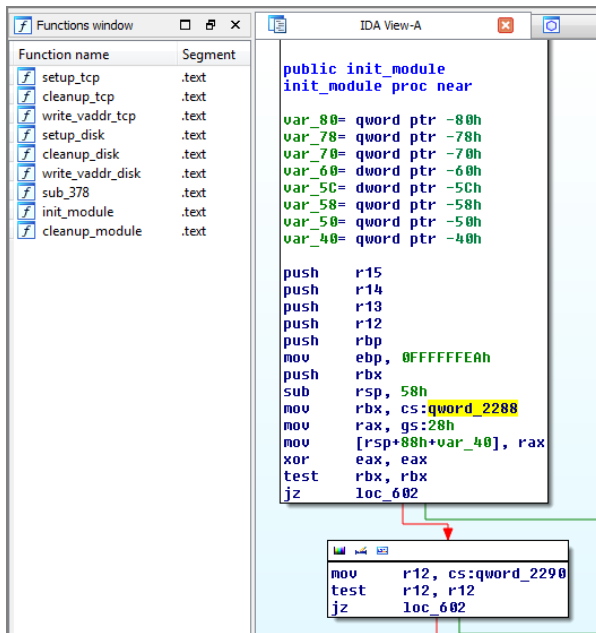 Functions window
Function name Segment
setup_tcp .text
cleanup_tcp .text
write_vaddr_tcp .text
setup_disk .text
cleanup_disk .text
write_vaddr_disk .text
sub_378 .text
init_module .text
cleanup_module .text
IDA View-A
public init_module
init_module proc near
var_80= qword ptr -80h
var_78= qword ptr -78h
var_70= qword ptr -70h
var_60= dword ptr -60h
var_5C= dword ptr -5Ch
var_58= qword ptr -58h
var_50= qword ptr -50h
var_40= qword ptr -40h
push r15
push r14
push r13
push r12
push rbp
mov ebp, 0FFFFFFEAh
push rbx
sub rsp, 58h
mov rbx, cs:qword_2288
mov rax, gs:28h
mov [rsp+88h+var_40], rax
xor eax, eax
test rbx, rbx
jz loc_602
mov r12, cs:qword_2290
test r12, r12
jz loc_602